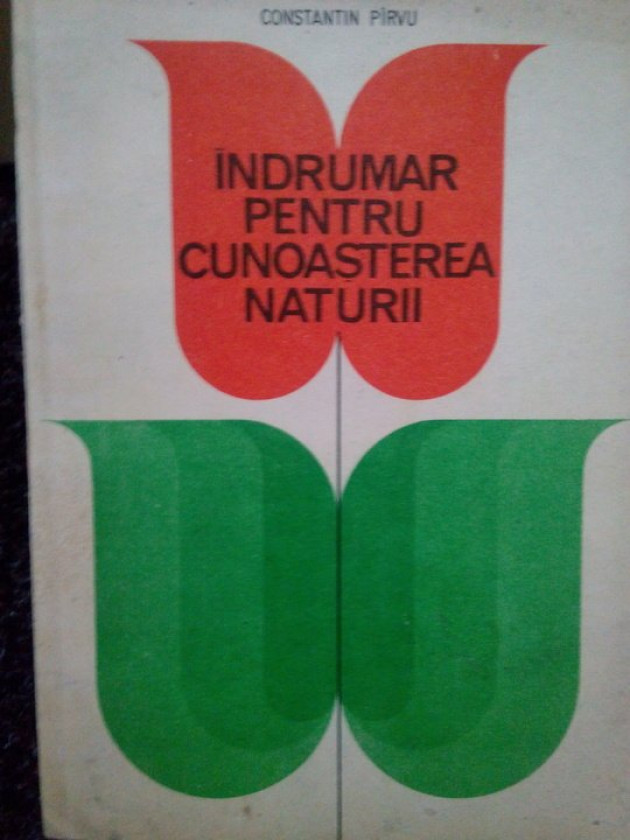 CONSTANTIN PÎRVU
ÎNDRUMAR
PENTRU
CUNOAȘTEREA
NATURII